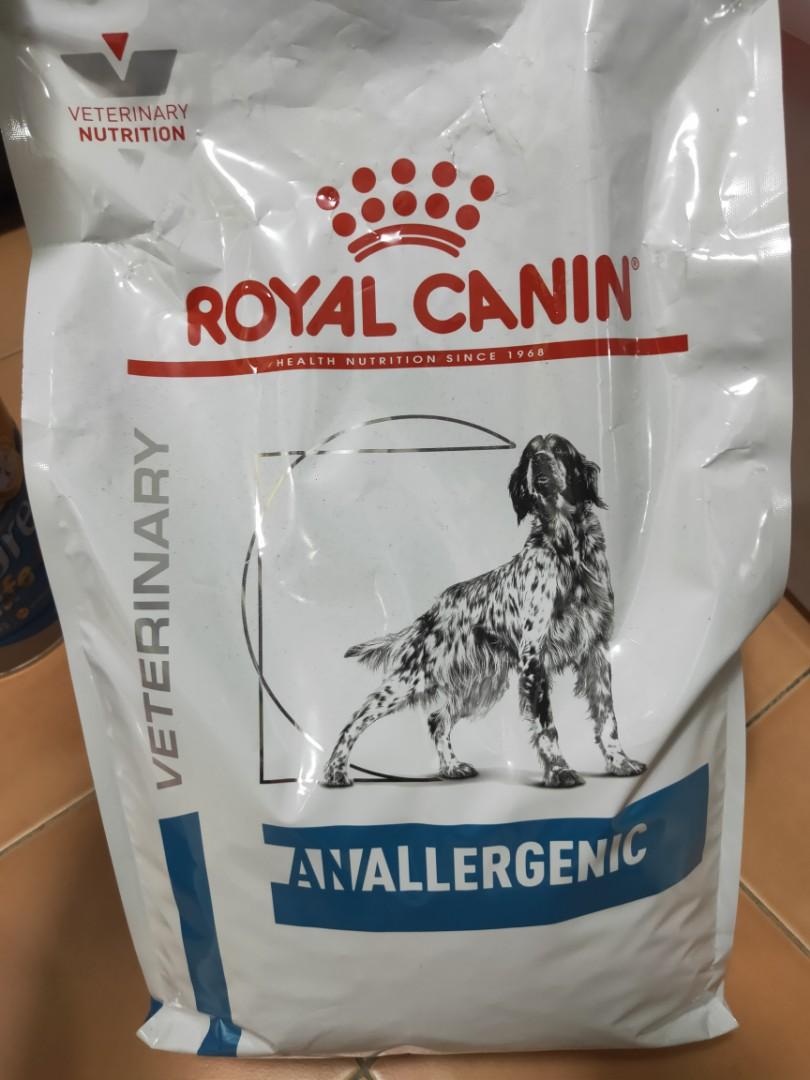 VETERINARY
NUTRITION
ROYAL CANIN®
HEALTH NUTRITION SINCE 1968
VETERINARY
ANALLERGENIC